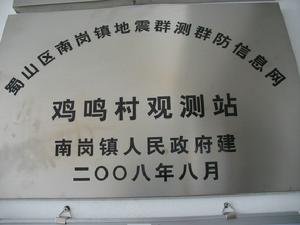 蜀山区南岗镇地震群测群防信息网
鸡鸣村观测站
南岗镇人民政府建
二〇〇八年八月